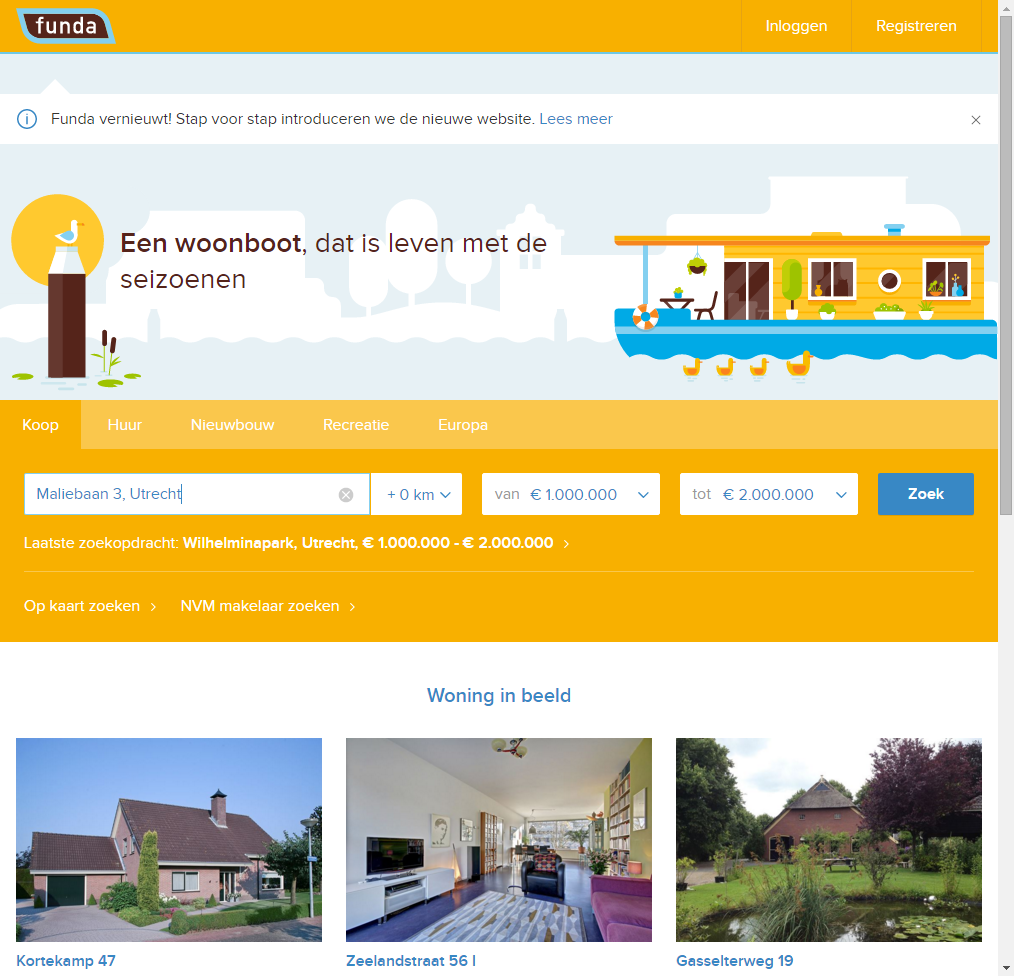 funda
Inloggen
Registreren
Funda vernieuwt! Stap voor stap introduceren we de nieuwe website. Lees meer
Een woonboot, dat is leven met de
seizoenen
Koop
Huur
Nieuwbouw
Recreatie
Europa
Maliebaan 3, Utrecht
+ 0 km
van € 1.000.000
tot € 2.000.000
Zoek
Laatste zoekopdracht: Wilhelminapark, Utrecht, € 1.000.000 - € 2.000.000
Op kaart zoeken
NVM makelaar zoeken
Woning in beeld
Kortekamp 47
Zeelandstraat 56 I
Gasselterweg 19